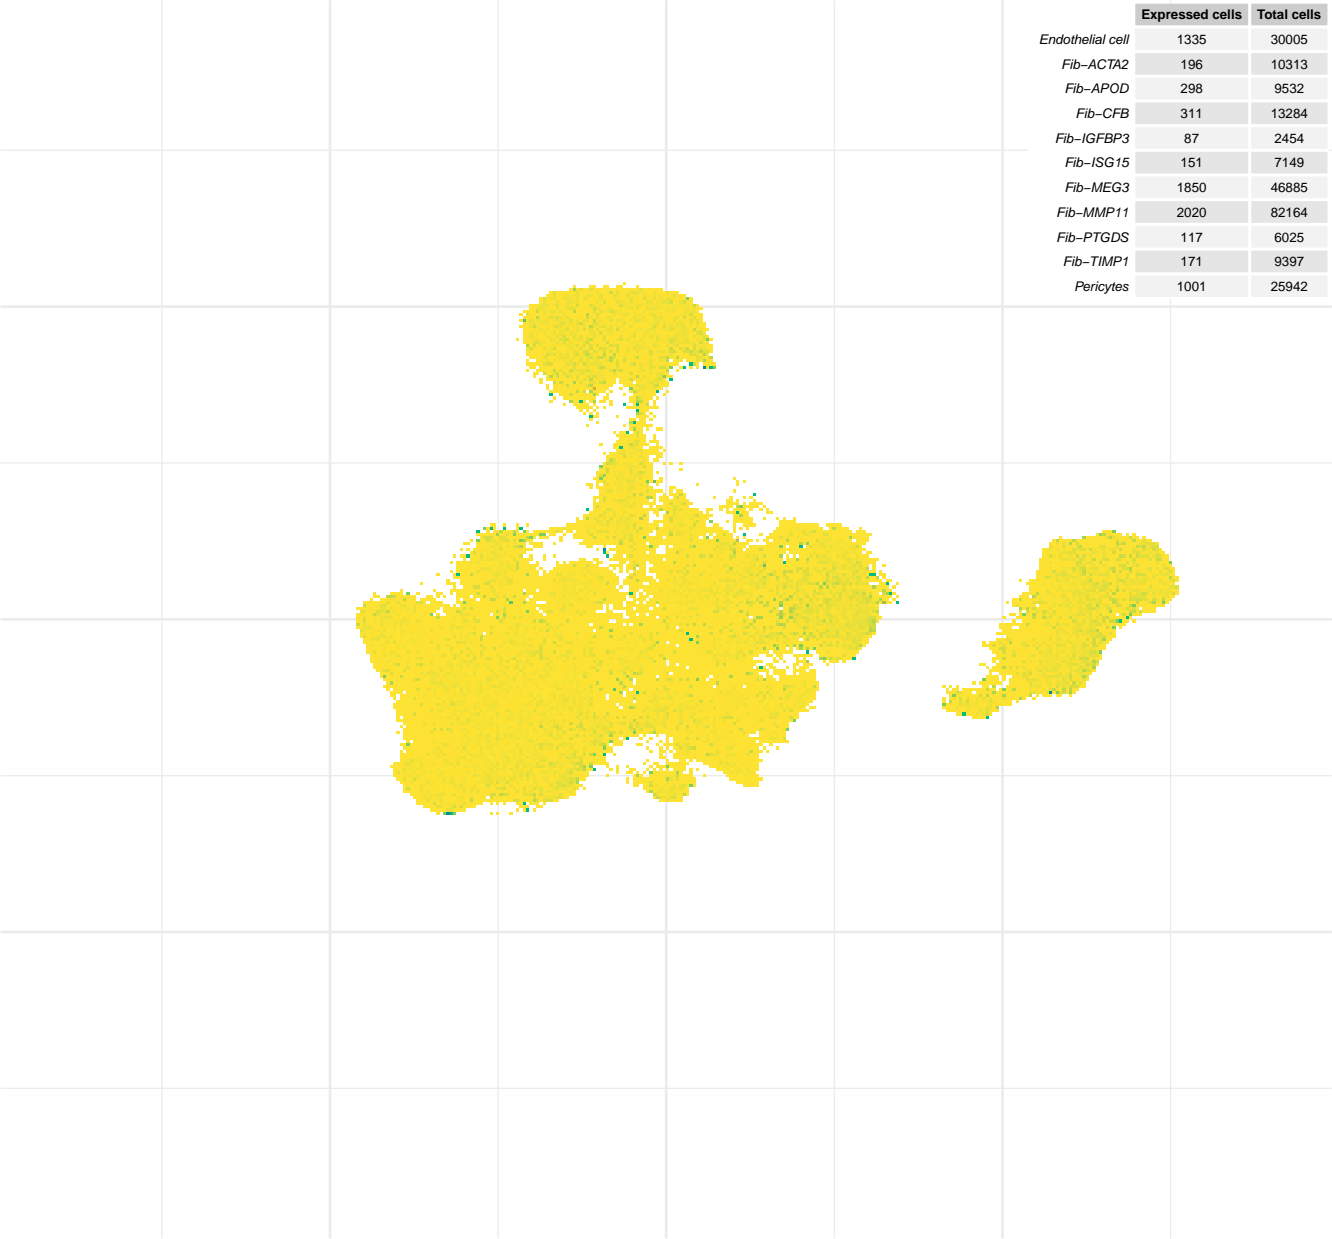 Expressed cells Total cells
Endothelial cell 1335 30005
Fib−ACTA2 196 10313
Fib−APOD 298 9532
Fib−CFB 311 13284
Fib−IGFBP3 87 2454
Fib−ISG15 151 7149
Fib−MEG3 1850 46885
Fib−MMP11 2020 82164
Fib−PTGDS 117 6025
Fib−TIMP1 171 9397
Pericytes 1001 25942